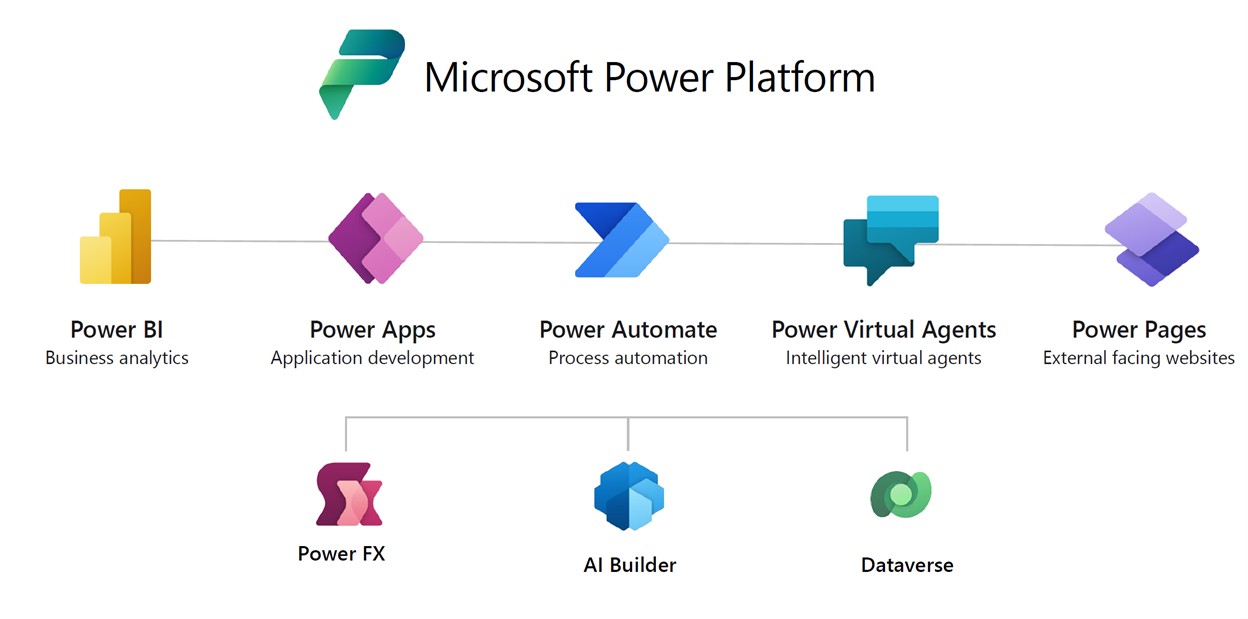 Microsoft Power Platform
Power BI
Business analytics
Power Apps
Application development
Power Automate
Process automation
Power Virtual Agents
Intelligent virtual agents
Power Pages
External facing websites
Power FX
AI Builder
Dataverse